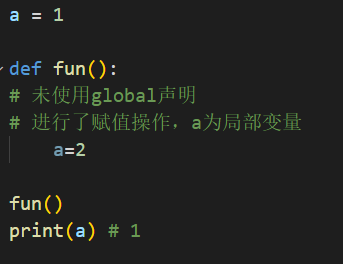 a = 1
def fun():
# 未使用global声明
# 进行了赋值操作，a为局部变量
    a=2
fun()
print(a) # 1